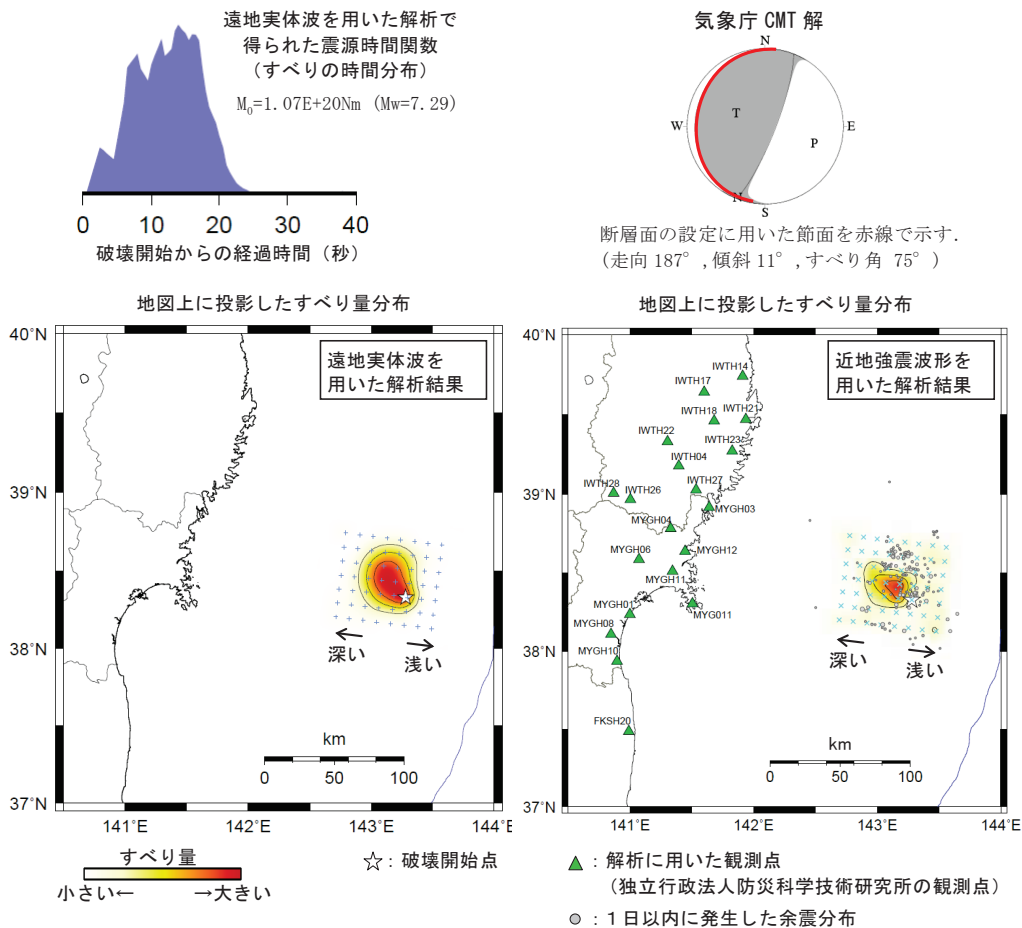 遠地実体波を用いた解析で
得られた震源時間関数
(すべりの時間分布)
M₀=1.07E+20Nm (Mw=7.29)
0 10 20 30 40
破壊開始からの経過時間(秒)
気象庁 CMT 解
N
T
W
E
P
N
S
断層面の設定に用いた節面を赤線で示す.
(走向 187°,傾斜 11°,すべり角 75°)
地図上に投影したすべり量分布
40°N
遠地実体波を
用いた解析結果
39°N
深い
浅い
38°N
km
0 50 100
37°N
141°E 142°E 143°E 144°E
すべり量
小さい← →大きい
☆:破壊開始点
地図上に投影したすべり量分布
40°N
近地強震波形を
用いた解析結果
IWTH14
IWTH17
IWTH18
IWTH21
IWTH22
IWTH23
IWTH04
39°N
IWTH28
IWTH26
IWTH27
MYGH03
MYGH04
MYGH06
MYGH12
MYGH11
MYGH01
MYG011
MYGH08
MYGH10
深い
浅い
38°N
FKSH20
km
0 50 100
37°N
141°E 142°E 143°E 144°E
▲:解析に用いた観測点
(独立行政法人防災科学技術研究所の観測点)
○:1日以内に発生した余震分布